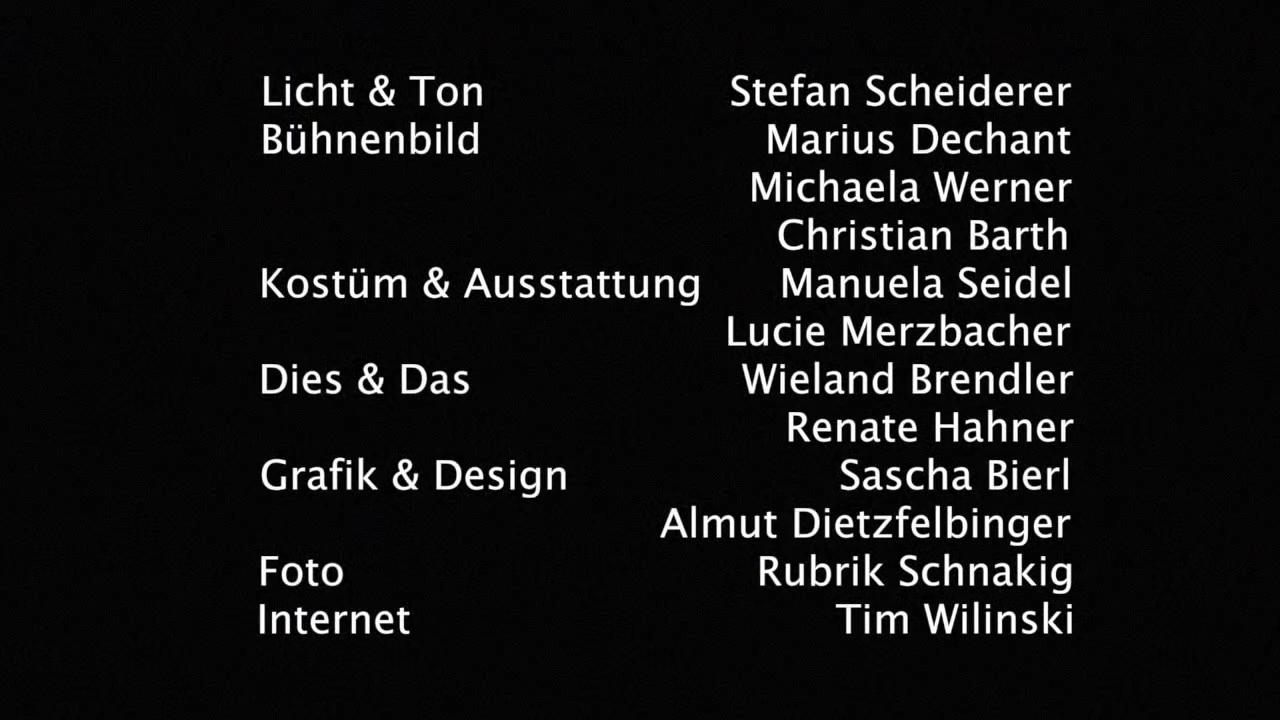 Licht & Ton Stefan Scheiderer
Bühnenbild Marius Dechant
Michaela Werner
Christian Barth
Kostüm & Ausstattung Manuela Seidel
Lucie Merzbacher
Dies & Das Wieland Brendler
Renate Hahner
Grafik & Design Sascha Bierl
Almut Dietzfelbinger
Foto Rubrik Schnakig
Internet Tim Wilinski